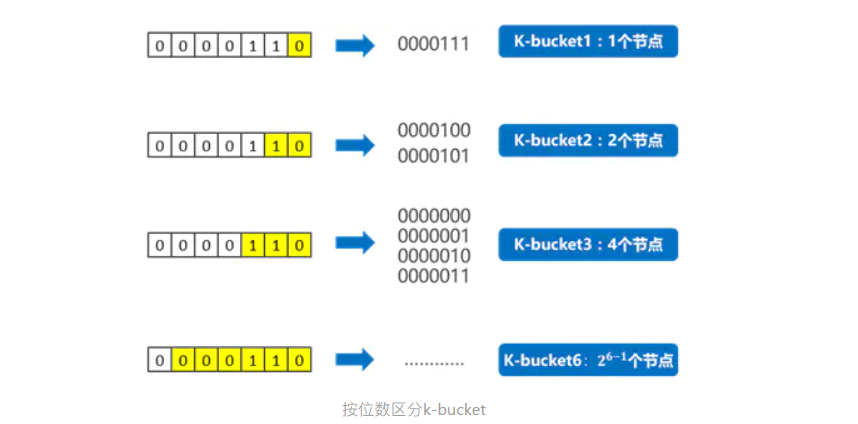 0 0 0 0 1 1 0
0000111
K-bucket1：1个节点
0 0 0 0 1 1 0
0000100
0000101
K-bucket2：2个节点
0 0 0 0 1 1 0
0000000
0000001
0000010
0000011
K-bucket3：4个节点
0 0 0 0 1 1 0
............
K-bucket6：2^{6-1}个节点
按位数区分k-bucket